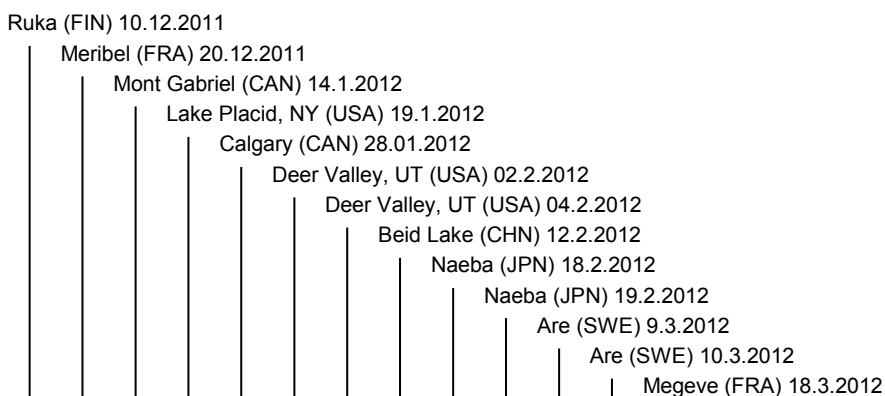 Ruka (FIN) 10.12.2011
Meribel (FRA) 20.12.2011
Mont Gabriel (CAN) 14.1.2012
Lake Placid, NY (USA) 19.1.2012
Calgary (CAN) 28.01.2012
Deer Valley, UT (USA) 02.2.2012
Deer Valley, UT (USA) 04.2.2012
Beid Lake (CHN) 12.2.2012
Naeba (JPN) 18.2.2012
Naeba (JPN) 19.2.2012
Are (SWE) 9.3.2012
Are (SWE) 10.3.2012
Megeve (FRA) 18.3.2012